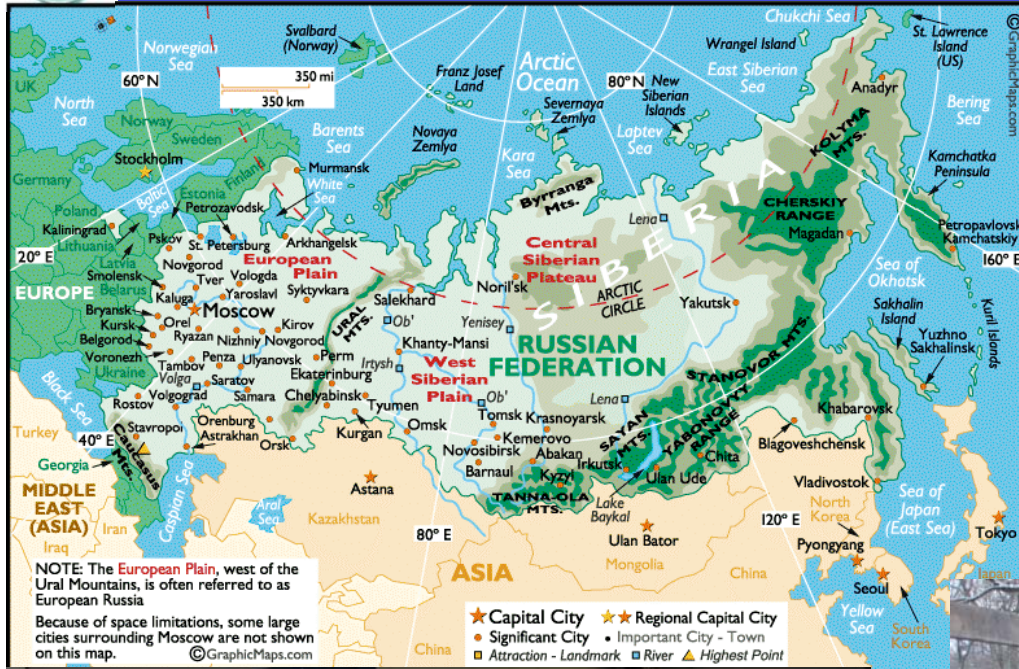 Chukchi Sea
St. Lawrence
Island
(US)
©GraphicMaps.com
Norwegian
Sea
Svalbard
(Norway)
Arctic
Ocean
Wrangel Island
60º N
350 mi
350 km
Franz Josef
Land
80º N
East Siberian
Sea
Anadyr
Bering
Sea
UK
North
Sea
Norway
Sweden
Finland
Stockholm
Barents
Sea
Novaya
Zemlya
Severnaya
Zemlya
New
Siberian
Islands
Laptev
Sea
Kara
Sea
KOLYMA
MTS.
Kamchatka
Peninsula
Germany
Baltic
Sea
Estonia
Murmansk
White
Sea
Byrranga
Mts.
Lena
CHERSKIY
RANGE
Magadan
Petropavlovsk
Kamchatskiy
Poland
Kaliningrad
Lithuania
Latvia
Belarus
Petrozavodsk
Pskov
St. Petersburg
Arkhangelsk
European
Plain
20º E
160º E
EUROPE
Novgorod
Smolensk
Tver
Vologda
Kaluga
Yaroslavl
Syktyvkara
Salekhard
Noril'sk
Central
Siberian
Plateau
SIBERIA
ARCTIC
CIRCLE
Yakutsk
Sea of
Okhotsk
Sakhalin
Island
Kuril Islands
Bryansk
Moscow
URAL
MTS.
Ob'
Yenisey
Kursk
Orel
Ryazan
Nizhniy
Novgorod
Kirov
Khanty-Mansi
RUSSIAN
FEDERATION
Yuzhno
Sakhalinsk
Belgorod
Voronezh
Ukraine
Tambov
Penza
Ulyanovsk
Perm
Ekaterinburg
Irtysh
West
Siberian
Plain
STANOVOR MTS.
Volga
Saratov
Samara
Chelyabinsk
Tyumen
Ob'
Lena
Black Sea
Rostov
Volgograd
Orenburg
Astrakhan
Orsk
Kurgan
Omsk
Tomsk
Krasnoyarsk
SAYAN
MTS.
YARONOVYY
RANGE
Khabarovsk
Blagoveshchensk
Turkey
40º E
Stavropoi
Caucasus
Mts.
Georgia
Novosibirsk
Kemerovo
Abakan
Barnaul
Kyzyl
Irkutsk
Chita
Ulan Ude
TANNA-OLA
MTS.
Lake
Baykal
Vladivostok
MIDDLE
EAST
(ASIA)
Iran
Iraq
Caspian Sea
Aral
Sea
Astana
Kazakhstan
80º E
120º E
Ulan Bator
Mongolia
North
Korea
Sea of
Japan
(East Sea)
Tokyo
Pyongyang
ASIA
China
China
Seoul
Japan
Yellow
Sea
South
Korea
NOTE: The European Plain, west of the
Ural Mountains, is often referred to as
European Russia
Because of space limitations, some large
cities surrounding Moscow are not shown
on this map.
©GraphicMaps.com
Capital City
Regional Capital City
Significant City
Important City - Town
Attraction - Landmark
River
Highest Point